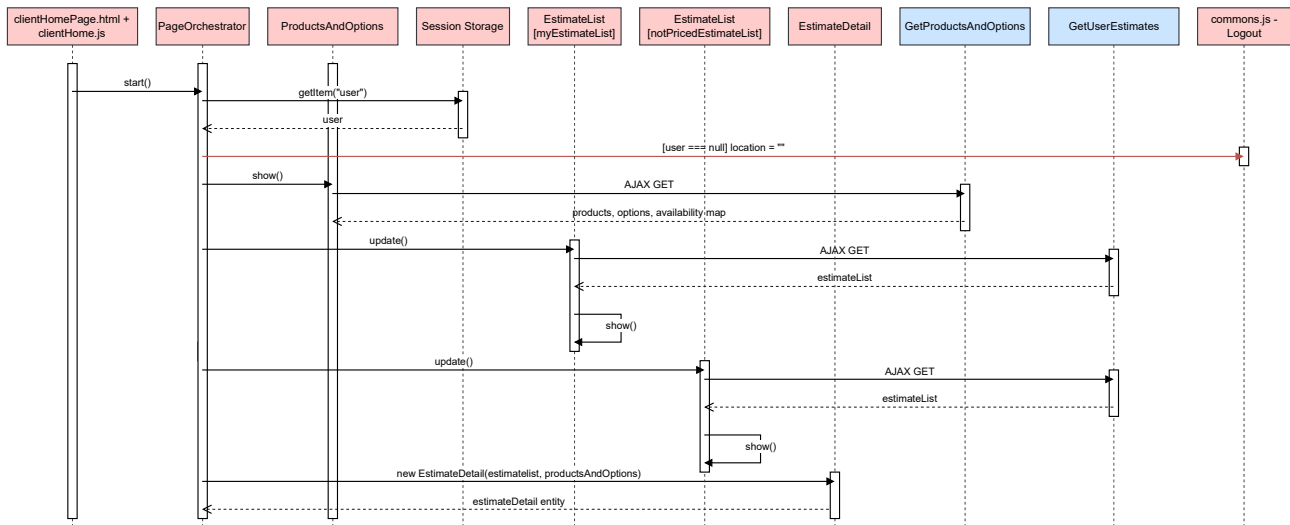 clientHomePage.html +
clientHome.js
PageOrchestrator
ProductsAndOptions
Session Storage
EstimateList
[myEstimateList]
EstimateList
[notPricedEstimateList]
EstimateDetail
GetProductsAndOptions
GetUserEstimates
commons.js -
Logout
start()
getItem("user")
user
[user === null] location = ""
show()
AJAX GET
products, options, availability map
update()
AJAX GET
estimateList
show()
update()
AJAX GET
estimateList
show()
new EstimateDetail(estimatelist, productsAndOptions)
estimateDetail entity